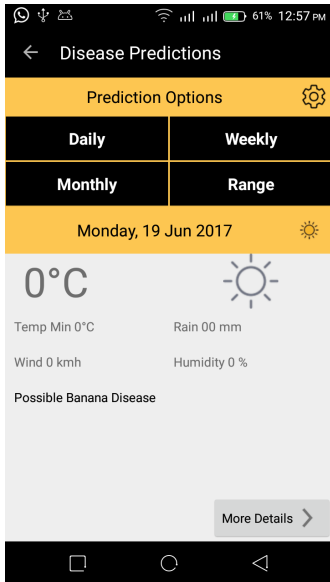 61% 12:57 PM
Disease Predictions
Prediction Options
Daily Weekly
Monthly Range
Monday, 19 Jun 2017
0°C
Temp Min 0°C Rain 00 mm
Wind 0 kmh Humidity 0 %
Possible Banana Disease
More Details